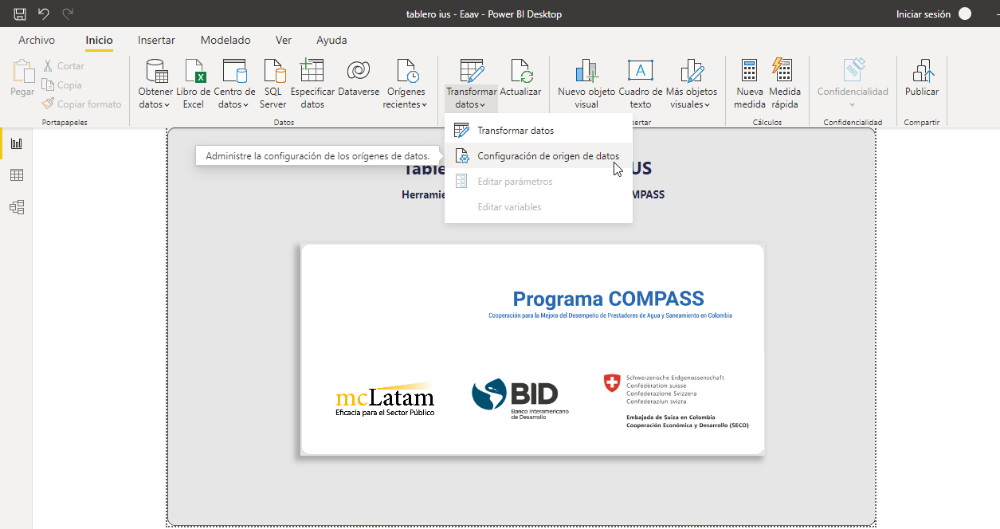 tablero ius - Eaav - Power BI Desktop
Iniciar sesión
Archivo
Inicio
Insertar
Modelado
Ver
Ayuda
Pegar
Cortar
Copia
Copiar formato
Portapapeles
Obtener
datos
Libro de
Excel
Centro de
datos
SQL
Server
Especificar
datos
Dataverse
Orígenes
recientes
Datos
Transformar
datos
Actualizar
Nuevo objeto
visual
Cuadro de
texto
Más objetos
visuales
sertar
Nueva
medida
Medida
rápida
Cálculos
Confidencialidad
Confidencialidad
Publicar
Compartir
Transformar datos
Configuración de origen de datos
Editar parámetros
Editar variables
Administre la configuración de los orígenes de datos.
Table
US
Herramie
MPASS
Programa COMPASS
Cooperación para la Mejora del Desempeño de Prestadores de Agua y Saneamiento en Colombia
mcLatam
Eficacia para el Sector Público
BID
Banco Interamericano
de Desarrollo
Schweizerische Eidgenossenschaft
Confédération suisse
Confederazione Svizzera
Confederaziun svizra
Embajada de Suiza en Colombia
Cooperación Económica y Desarrollo (SECO)